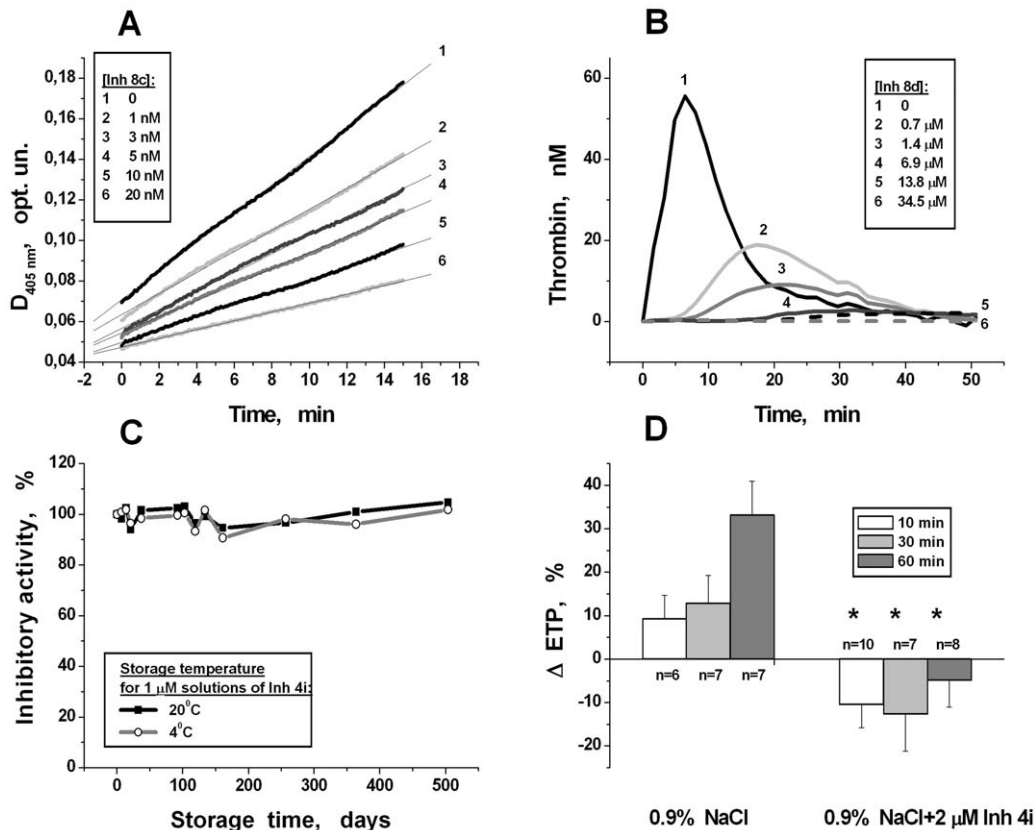 A
[Inh 8c]:
1 0
2 1 nM
3 3 nM
4 5 nM
5 10 nM
6 20 nM
0,18
0,16
0,14
0,12
0,10
0,08
0,06
0,04
D405 nm, opt. un.
1
2
3
4
5
6
-2 0 2 4 6 8 10 12 14 16 18
Time, min
B
[Inh 8d]:
1 0
2 0.7 μM
3 1.4 μM
4 6.9 μM
5 13.8 μM
6 34.5 μM
60
40
20
0
Thrombin, nM
1
2
3
4
5
6
0 10 20 30 40 50
Time, min
C
120
100
80
60
40
20
0
Inhibitory activity, %
Storage temperature
for 1 μM solutions of Inh 4i:
20⁰C
4⁰C
0 100 200 300 400 500
Storage time, days
D
40
30
20
10
0
-10
-20
Δ ETP, %
10 min
30 min
60 min
* * *
n=10 n=7 n=8
n=6 n=7 n=7
0.9% NaCl 0.9% NaCl+2 μM Inh 4i